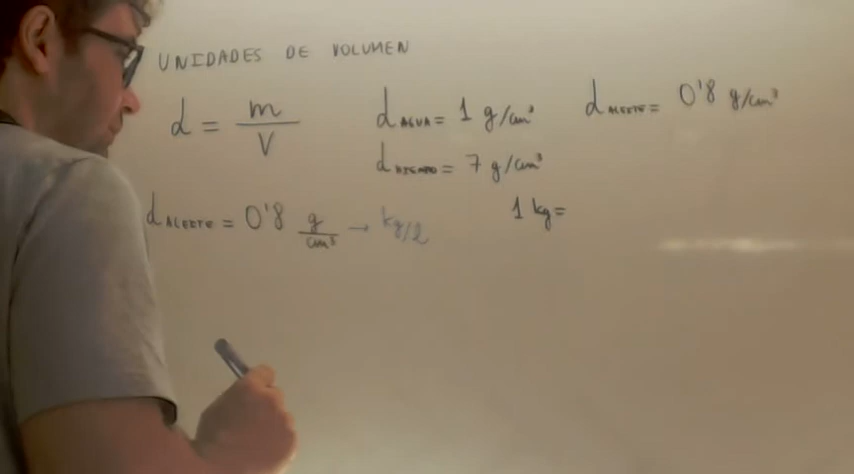 UNIDADES DE VOLUMEN
d = m/V
d AGUA = 1 g/cm³
d ACEITE = 0'8 g/cm³
d HIERRO = 7 g/cm³
d ACEITE = 0'8 g/cm³ → kg/l
1 kg =